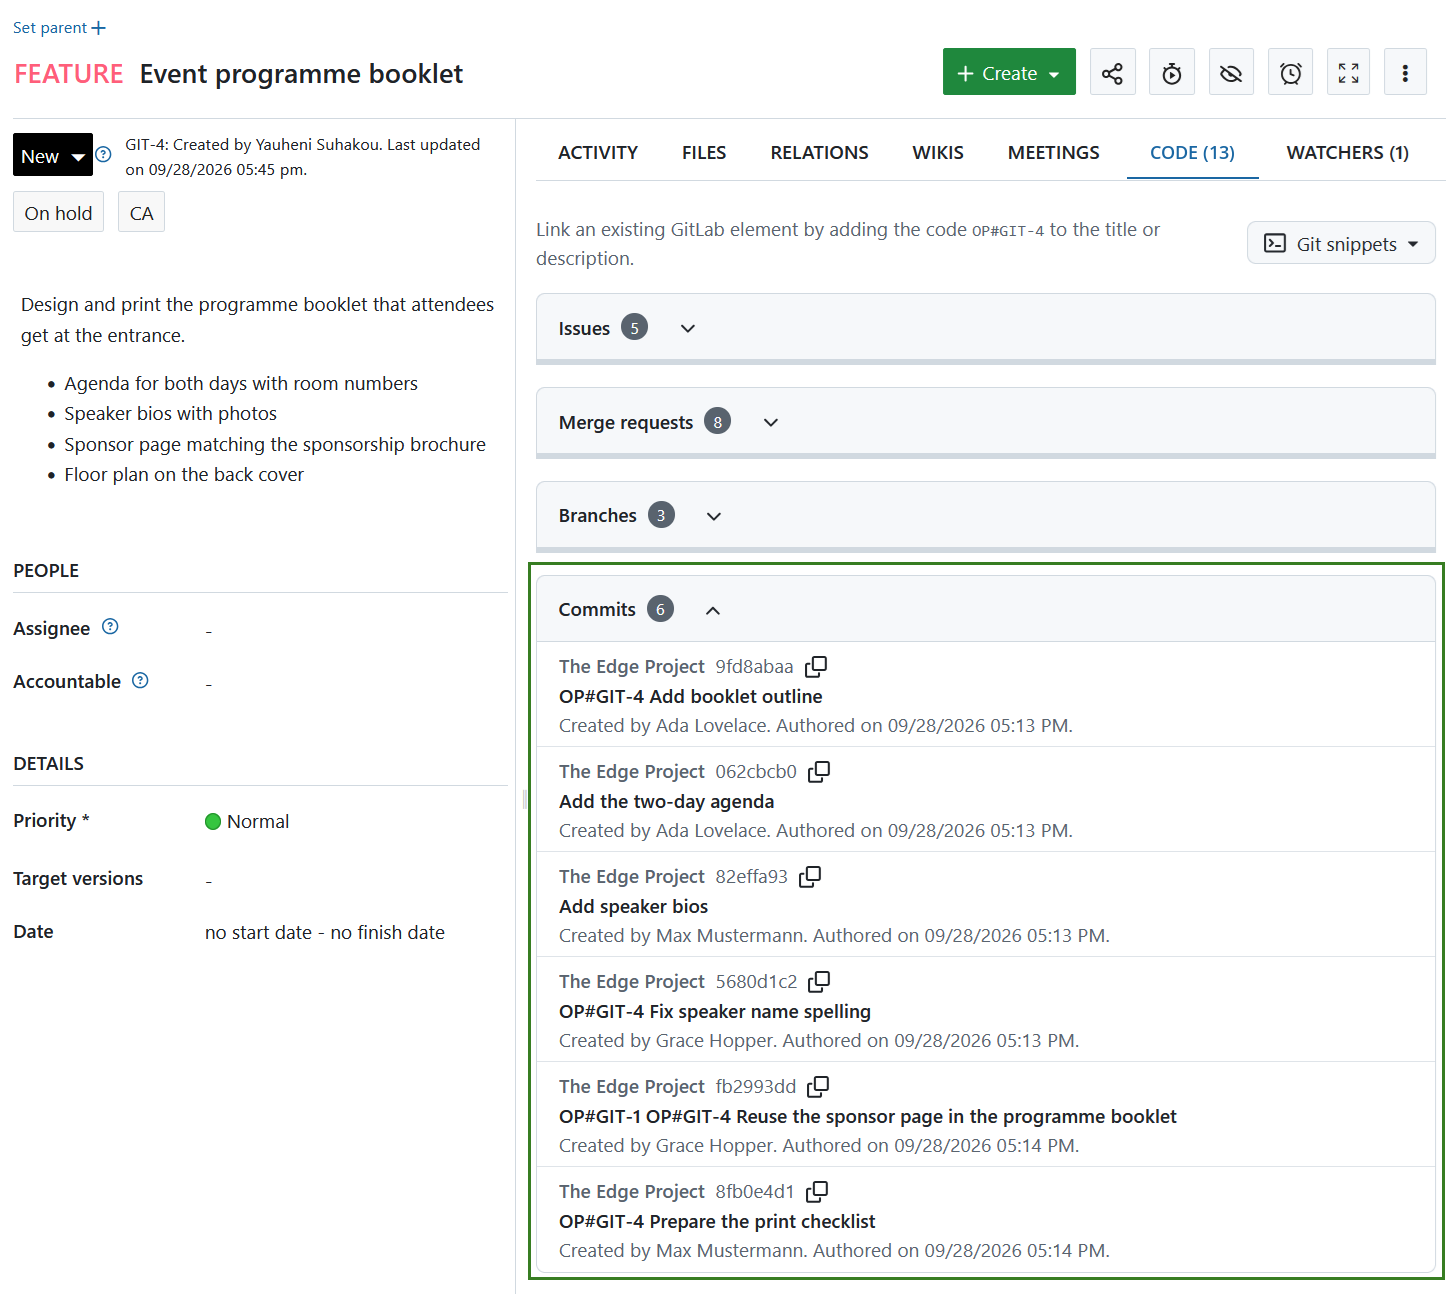 Set parent
FEATURE Event programme booklet
Create
New
GIT-4: Created by Yauheni Suhakou. Last updated
on 09/28/2026 05:45 pm.
On hold
CA
Design and print the programme booklet that attendees
get at the entrance.
Agenda for both days with room numbers
Speaker bios with photos
Sponsor page matching the sponsorship brochure
Floor plan on the back cover
PEOPLE
Assignee -
Accountable -
DETAILS
Priority * Normal
Target versions -
Date no start date - no finish date
ACTIVITY FILES RELATIONS WIKIS MEETINGS CODE (13) WATCHERS (1)
Link an existing GitLab element by adding the code OP#GIT-4 to the title or
description.
Git snippets
Issues 5
Merge requests 8
Branches 3
Commits 6
The Edge Project 9fd8abaa
OP#GIT-4 Add booklet outline
Created by Ada Lovelace. Authored on 09/28/2026 05:13 PM.
The Edge Project 062cbcb0
Add the two-day agenda
Created by Ada Lovelace. Authored on 09/28/2026 05:13 PM.
The Edge Project 82effa93
Add speaker bios
Created by Max Mustermann. Authored on 09/28/2026 05:13 PM.
The Edge Project 5680d1c2
OP#GIT-4 Fix speaker name spelling
Created by Grace Hopper. Authored on 09/28/2026 05:13 PM.
The Edge Project fb2993dd
OP#GIT-1 OP#GIT-4 Reuse the sponsor page in the programme booklet
Created by Grace Hopper. Authored on 09/28/2026 05:14 PM.
The Edge Project 8fb0e4d1
OP#GIT-4 Prepare the print checklist
Created by Max Mustermann. Authored on 09/28/2026 05:14 PM.